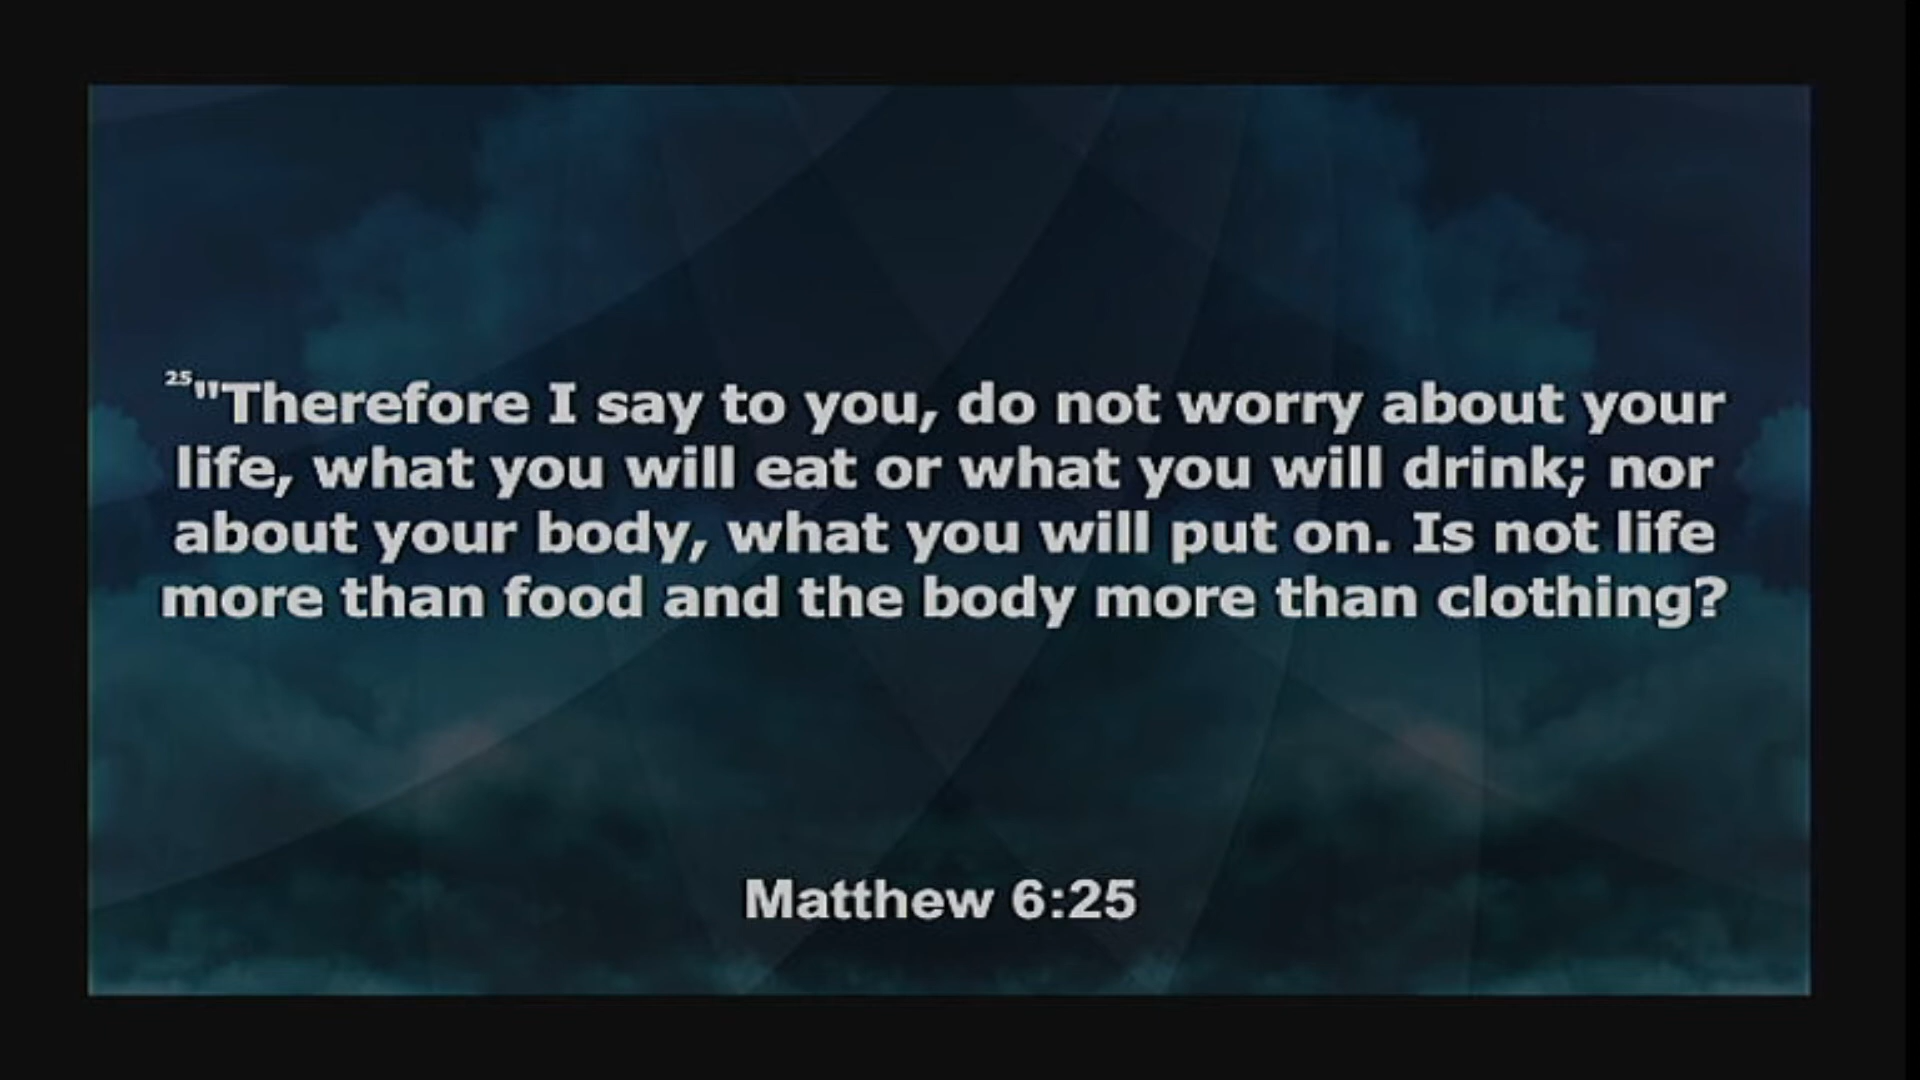 25"Therefore I say to you, do not worry about your
life, what you will eat or what you will drink; nor
about your body, what you will put on. Is not life
more than food and the body more than clothing?
Matthew 6:25